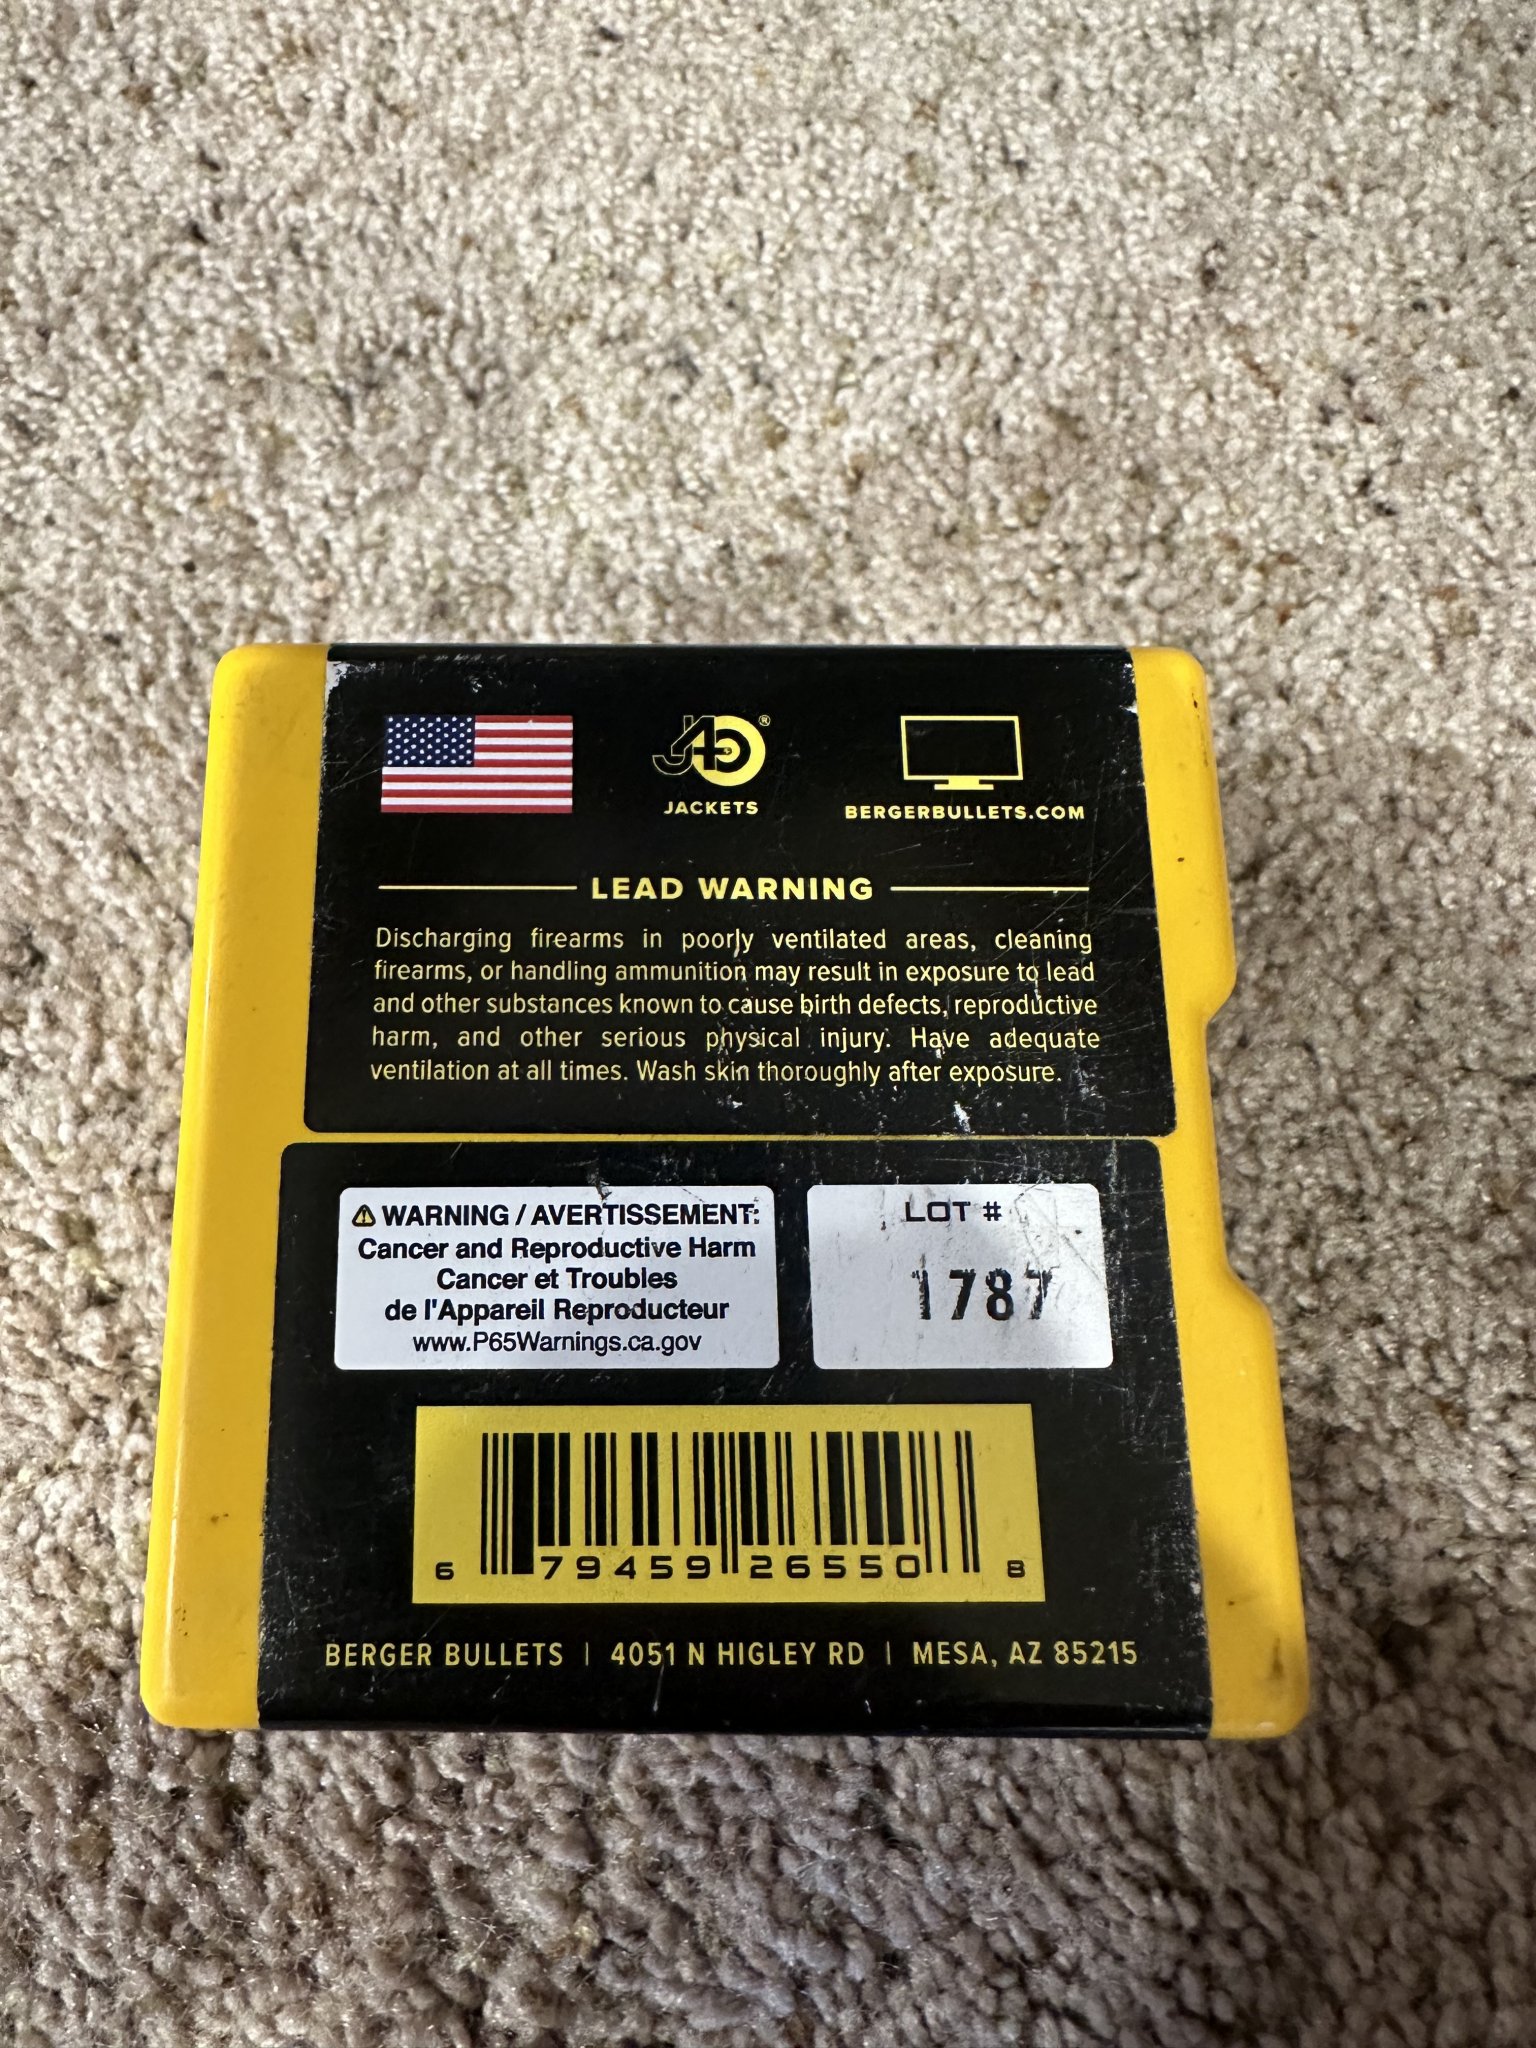 J4 ®
JACKETS
BERGERBULLETS.COM
LEAD WARNING
Discharging firearms in poorly ventilated areas, cleaning
firearms, or handling ammunition may result in exposure to lead
and other substances known to cause birth defects, reproductive
harm, and other serious physical injury. Have adequate
ventilation at all times. Wash skin thoroughly after exposure.
WARNING / AVERTISSEMENT:
Cancer and Reproductive Harm
Cancer et Troubles
de l'Appareil Reproducteur
www.P65Warnings.ca.gov
LOT #
1787
6 79459 26550 8
BERGER BULLETS | 4051 N HIGLEY RD | MESA, AZ 85215